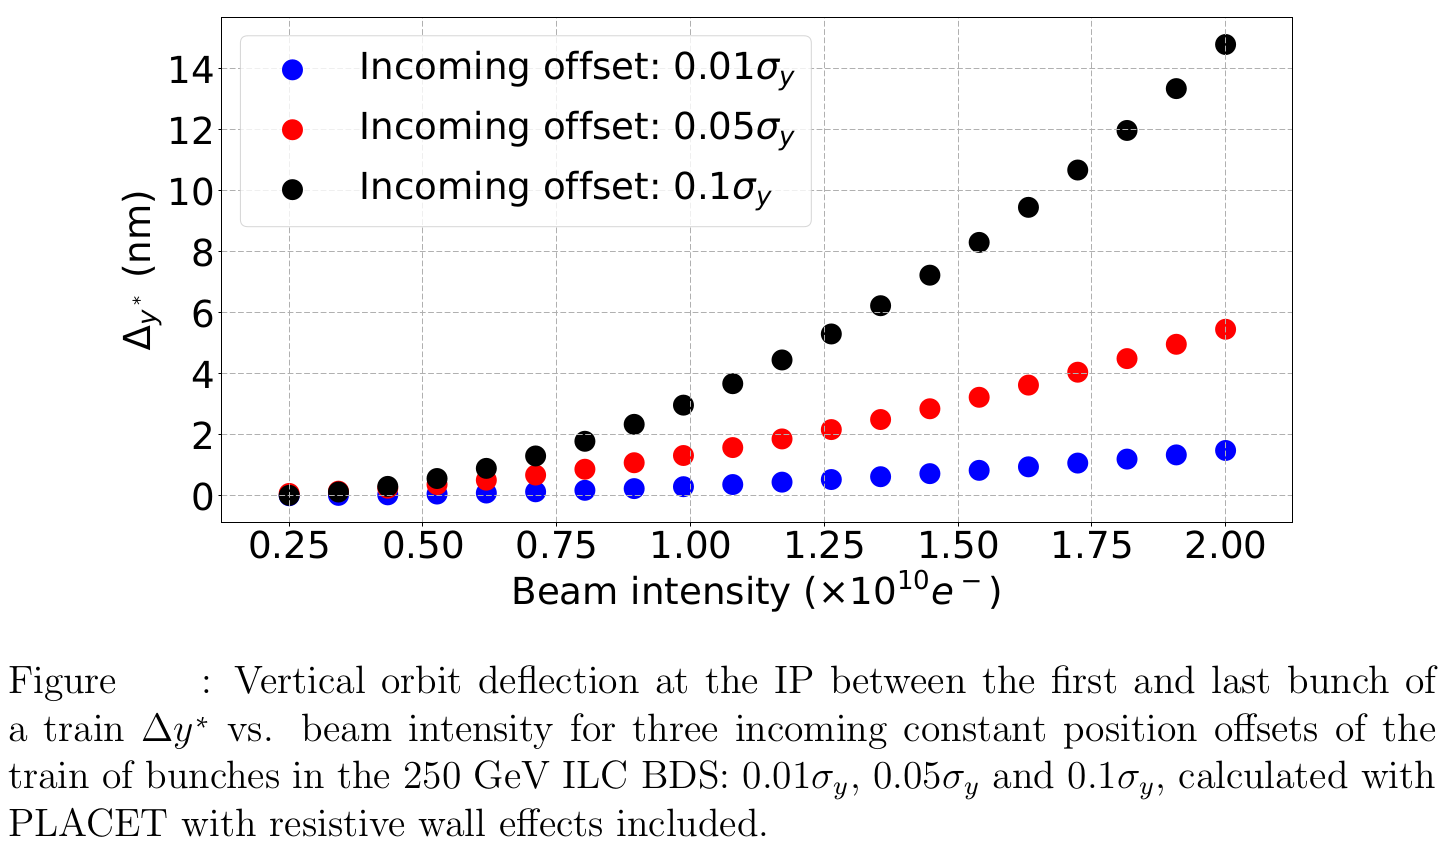 14
12
10
8
6
4
2
0
Δy* (nm)
Incoming offset: 0.01σy
Incoming offset: 0.05σy
Incoming offset: 0.1σy
0.25 0.50 0.75 1.00 1.25 1.50 1.75 2.00
Beam intensity (×10¹⁰e⁻)
Figure : Vertical orbit deflection at the IP between the first and last bunch of
a train Δy* vs. beam intensity for three incoming constant position offsets of the
train of bunches in the 250 GeV ILC BDS: 0.01σy, 0.05σy and 0.1σy, calculated with
PLACET with resistive wall effects included.